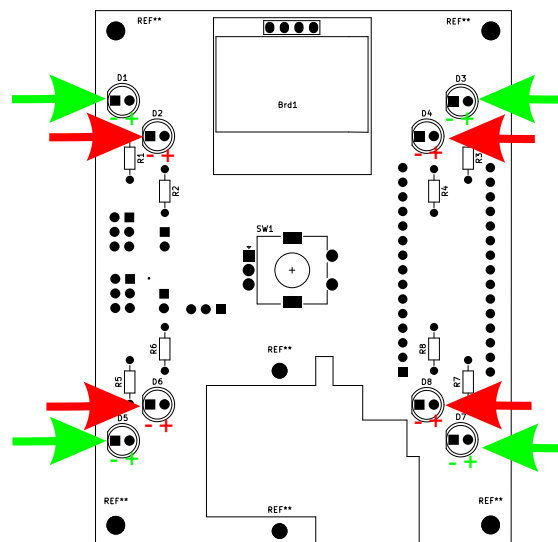 REF** REF**
D1 D3
Brd1
D2 D4
- + - +
- + - +
R1 R3
R2 R4
SW1
R6 R8
REF**
R5 R7
D6 D8
D5 D7
- + - +
- + - +
REF** REF** REF**